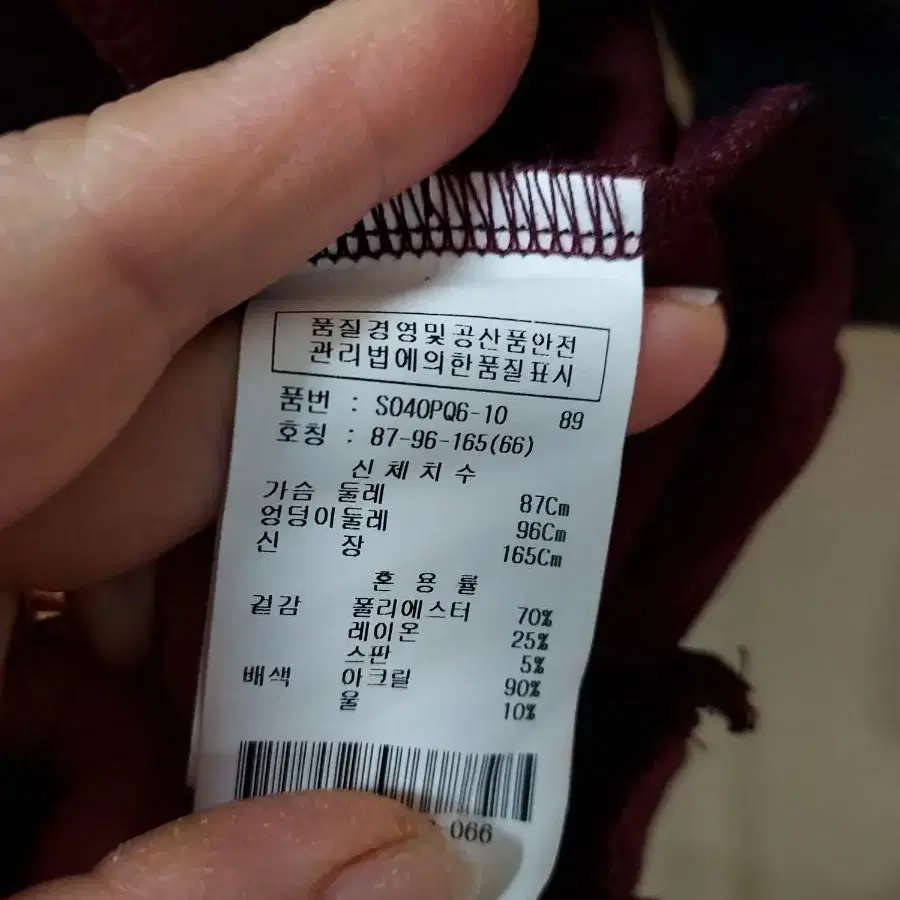 품질경영및공산품안전
관리법에의한품질표시
품번 : SO40PQ6-10 89
호칭 : 87-96-165(66)
신체치수
가슴 둘레 87Cm
엉덩이둘레 96Cm
신 장 165Cm
혼 용 률
겉감 폴리에스터 70%
레이온 25%
스판 5%
배색 아크릴 90%
울 10%
-066